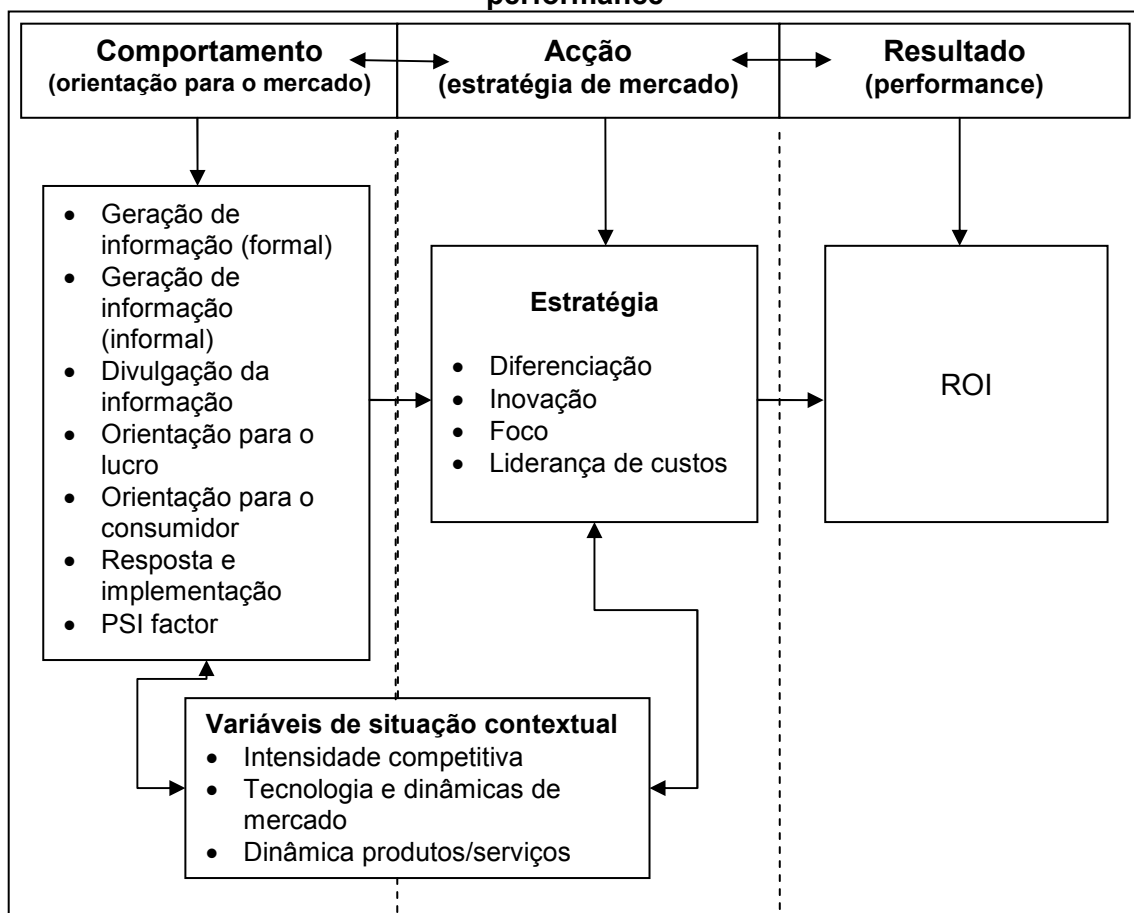 performance
Comportamento
(orientação para o mercado)
Acção
(estratégia de mercado)
Resultado
(performance)
• Geração de
informação (formal)
• Geração de
informação
(informal)
• Divulgação da
informação
• Orientação para o
lucro
• Orientação para o
consumidor
• Resposta e
implementação
• PSI factor
Estratégia
• Diferenciação
• Inovação
• Foco
• Liderança de custos
ROI
Variáveis de situação contextual
• Intensidade competitiva
• Tecnologia e dinâmicas de
mercado
• Dinâmica produtos/serviços